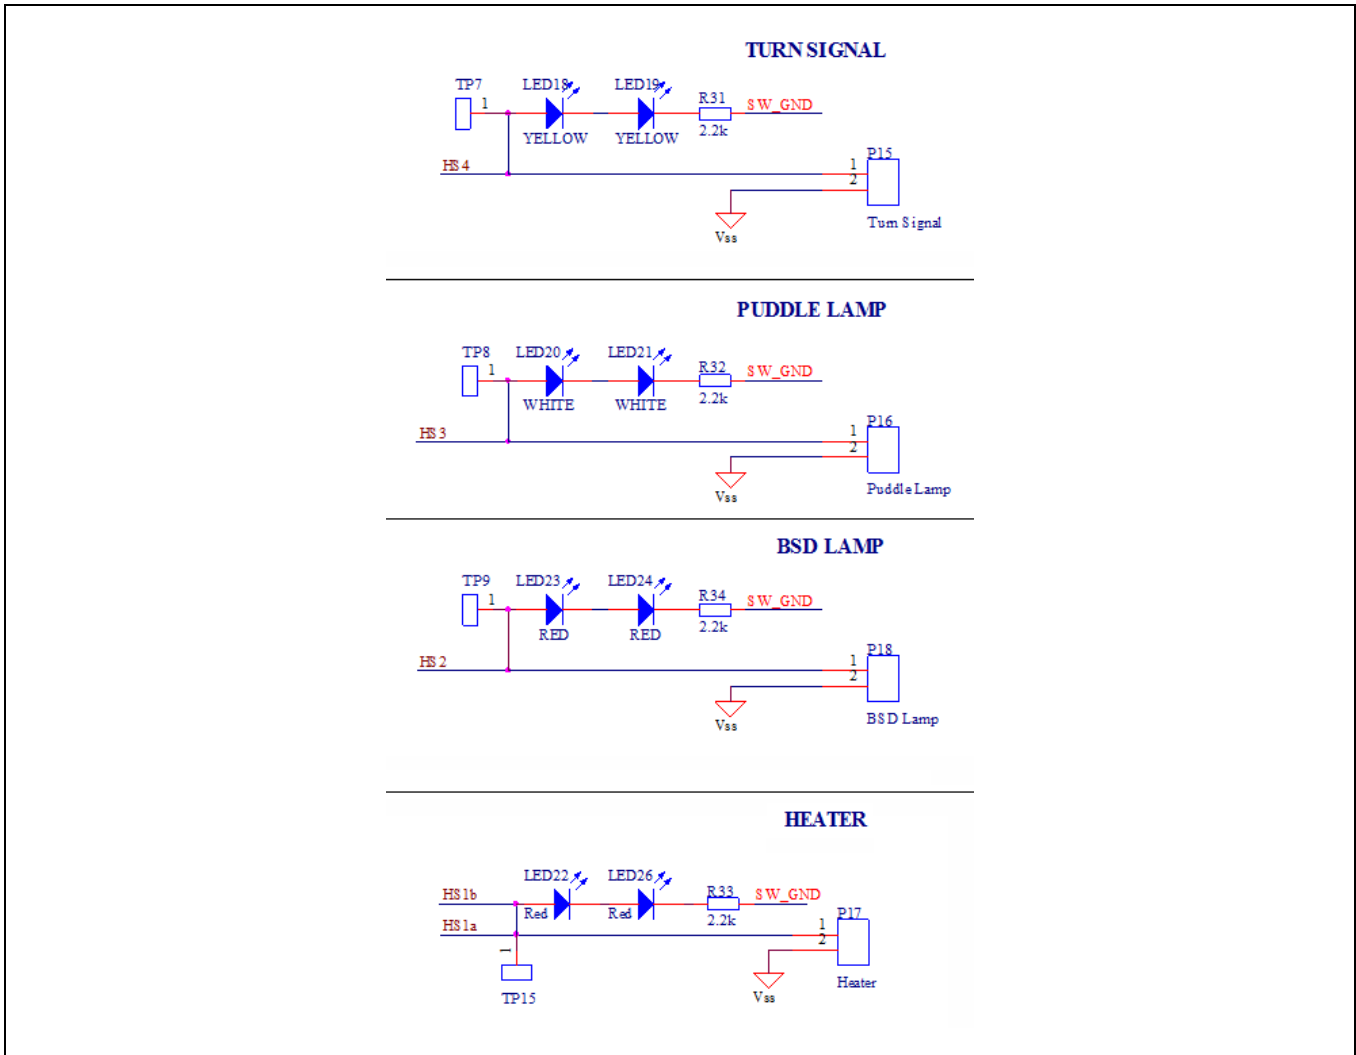 TURN SIGNAL
TP7 LED18 LED19
1 R31 SW_GND
YELLOW YELLOW 2.2k
HS4 P15
1
2
Vss Turn Signal
PUDDLE LAMP
TP8 LED20 LED21
1 R32 SW_GND
WHITE WHITE 2.2k
HS3 P16
1
2
Vss Puddle Lamp
BSD LAMP
TP9 LED23 LED24
1 R34 SW_GND
RED RED 2.2k
HS2 P18
1
2
Vss BSD Lamp
HEATER
LED22 LED26
HS1b R33 SW_GND
Red Red 2.2k P17
HS1a 1
1 2
TP15 Vss Heater